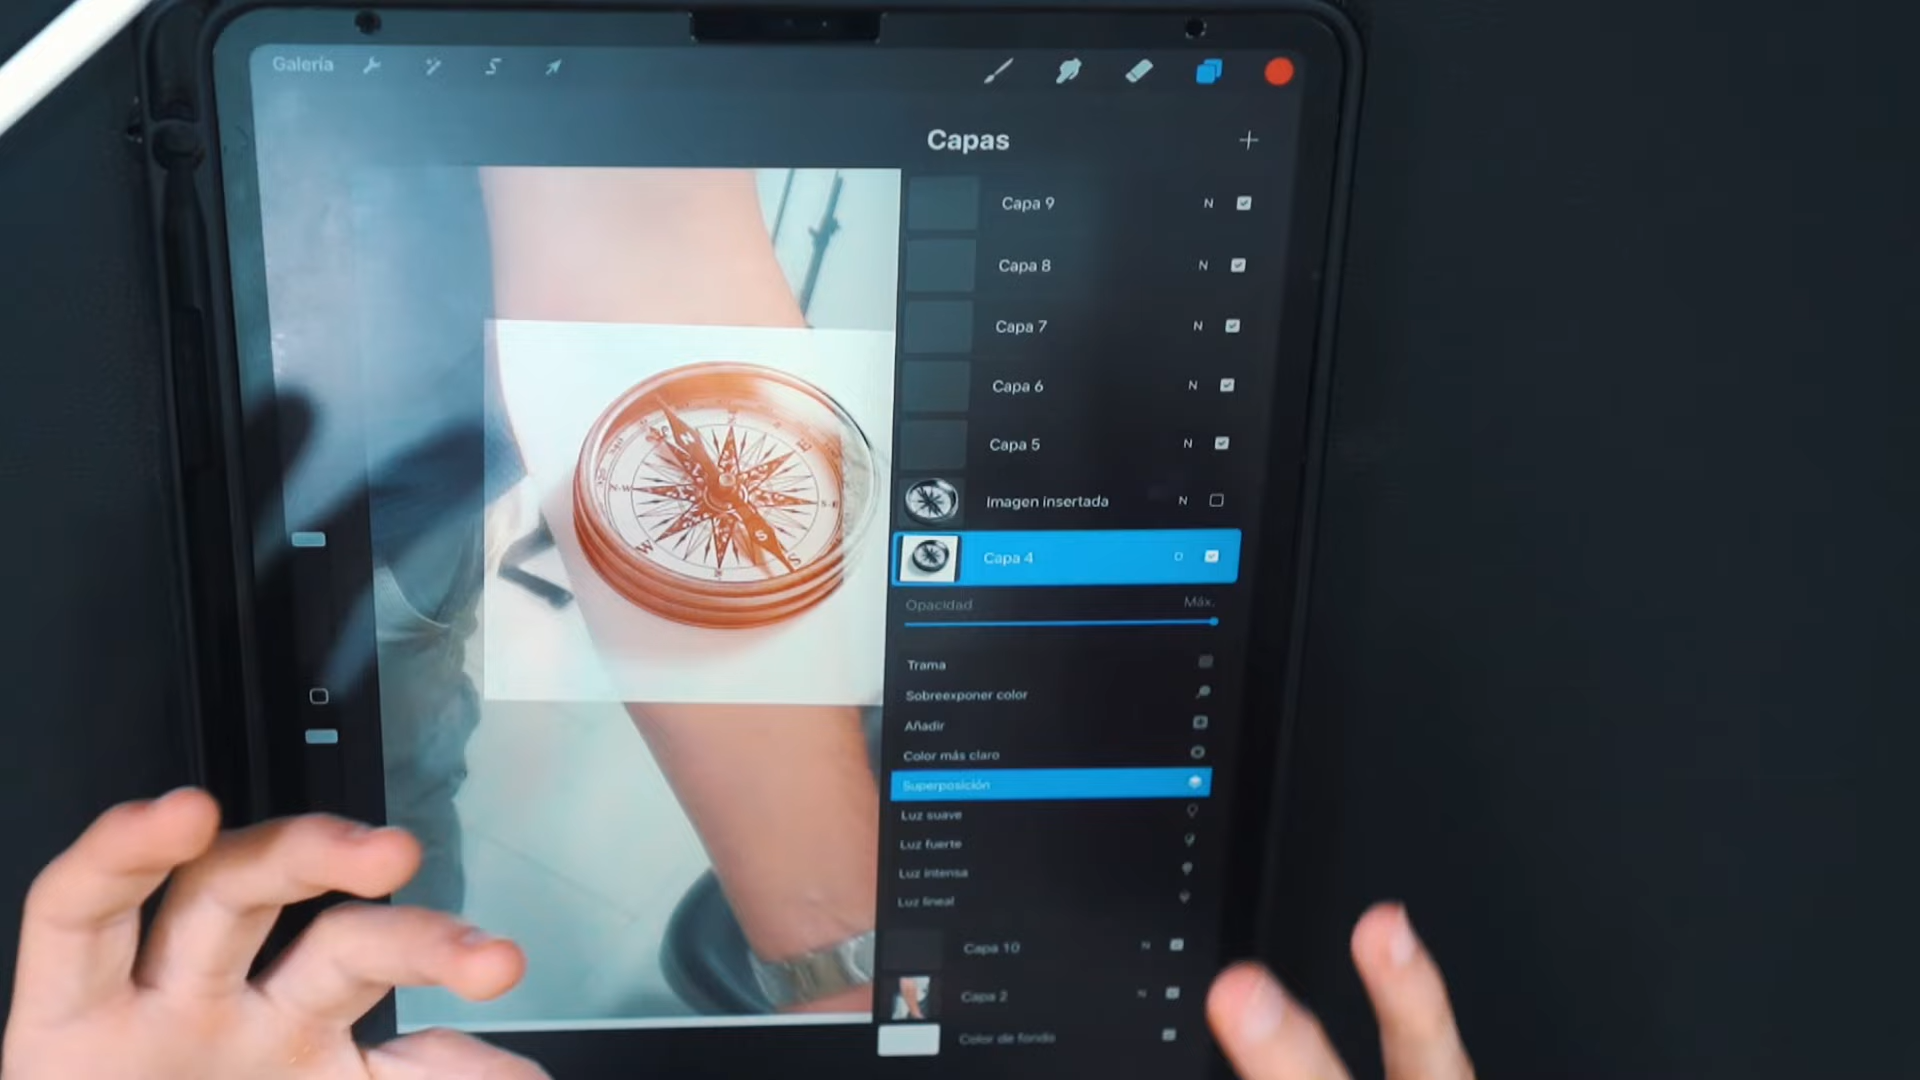 Galería
Capas
Capa 9 N
Capa 8 N
Capa 7 N
Capa 6 N
Capa 5 N
Imagen insertada N
Capa 4
Opacidad Máx.
Trama
Sobreexponer color
Añadir
Color más claro
Superposición
Luz suave
Luz fuerte
Luz intensa
Luz lineal
Capa 10 N
Capa 2 N
Color de fondo
N
S
N-W
W
S